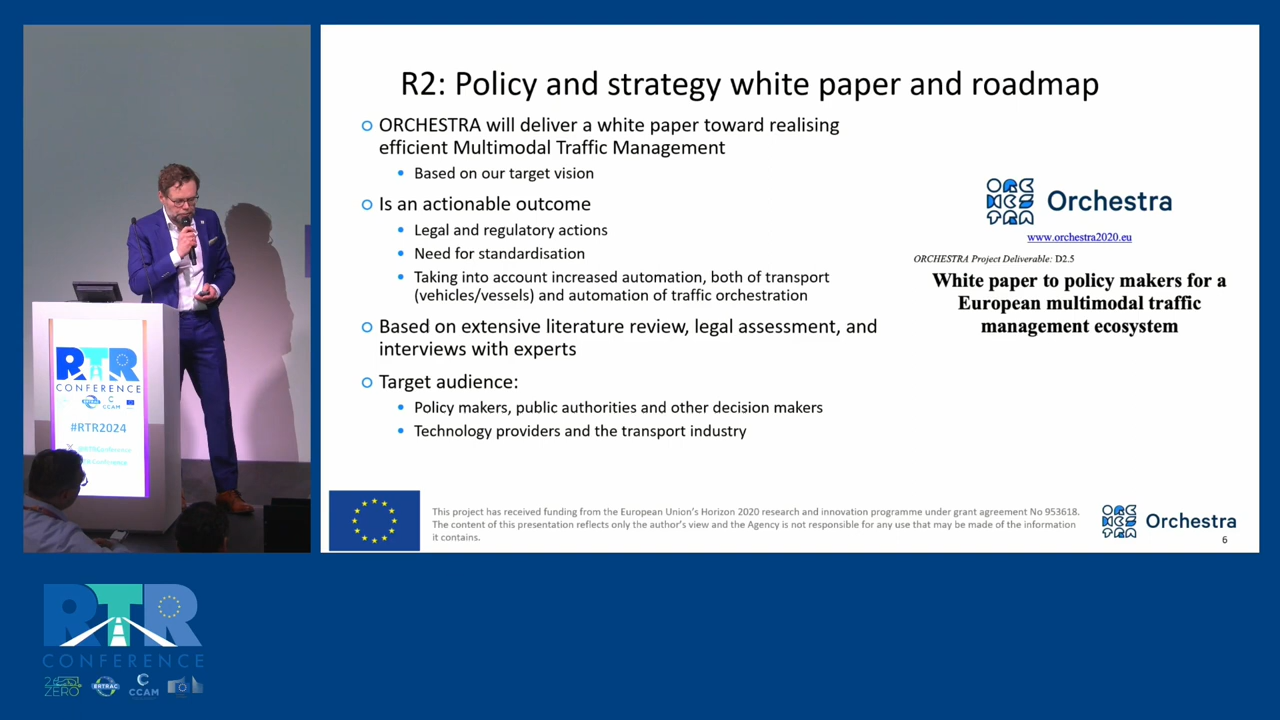 R2: Policy and strategy white paper and roadmap
ORCHESTRA will deliver a white paper toward realising
efficient Multimodal Traffic Management
Based on our target vision
Is an actionable outcome
Legal and regulatory actions
Need for standardisation
Taking into account increased automation, both of transport
(vehicles/vessels) and automation of traffic orchestration
Based on extensive literature review, legal assessment, and
interviews with experts
Target audience:
Policy makers, public authorities and other decision makers
Technology providers and the transport industry
ORCHESTRA
Orchestra
www.orchestra2020.eu
ORCHESTRA Project Deliverable: D2.5
White paper to policy makers for a
European multimodal traffic
management ecosystem
This project has received funding from the European Union's Horizon 2020 research and innovation programme under grant agreement No 953618.
The content of this presentation reflects only the author's view and the Agency is not responsible for any use that may be made of the information
it contains.
ORCHESTRA
Orchestra
6
RTR
CONFERENCE
ERTRAC
CCAM
#RTR2024
RTR
CONFERENCE
2ZERO
ERTRAC
CCAM